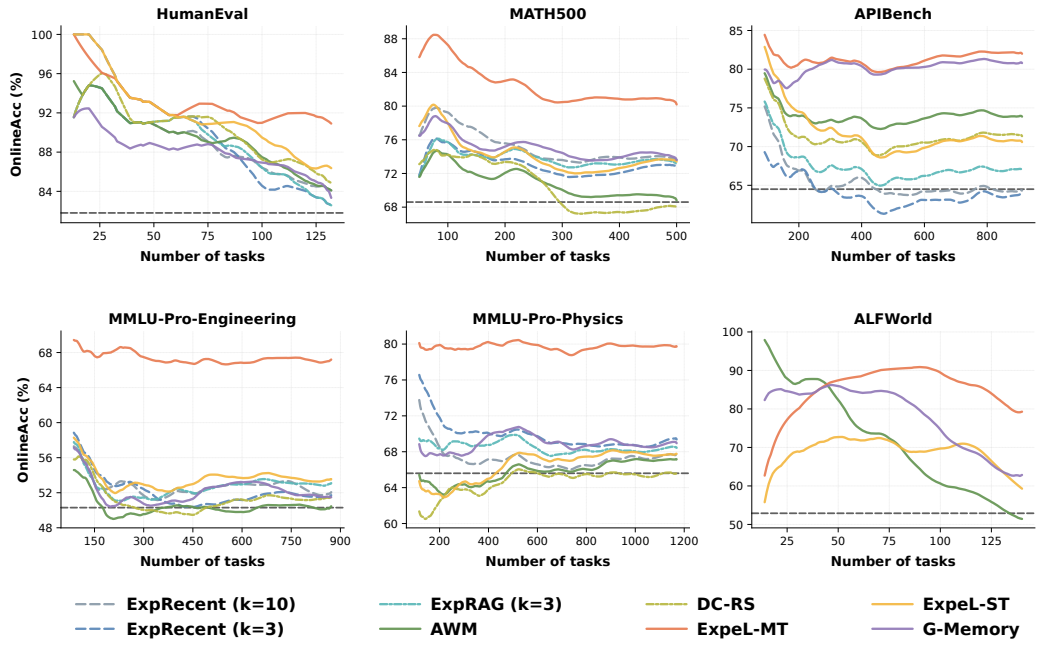 HumanEval
MATH500
APIBench
OnlineAcc (%)
100
96
92
88
84
25
50
75
100
125
Number of tasks
88
84
80
76
72
68
100
200
300
400
500
Number of tasks
85
80
75
70
65
200
400
600
800
Number of tasks
MMLU-Pro-Engineering
MMLU-Pro-Physics
ALFWorld
OnlineAcc (%)
68
64
60
56
52
48
150
300
450
600
750
900
Number of tasks
80
76
72
68
64
60
200
400
600
800
1000
1200
Number of tasks
100
90
80
70
60
50
25
50
75
100
125
Number of tasks
ExpRecent (k=10)
ExpRAG (k=3)
DC-RS
ExpeL-ST
ExpRecent (k=3)
AWM
ExpeL-MT
G-Memory